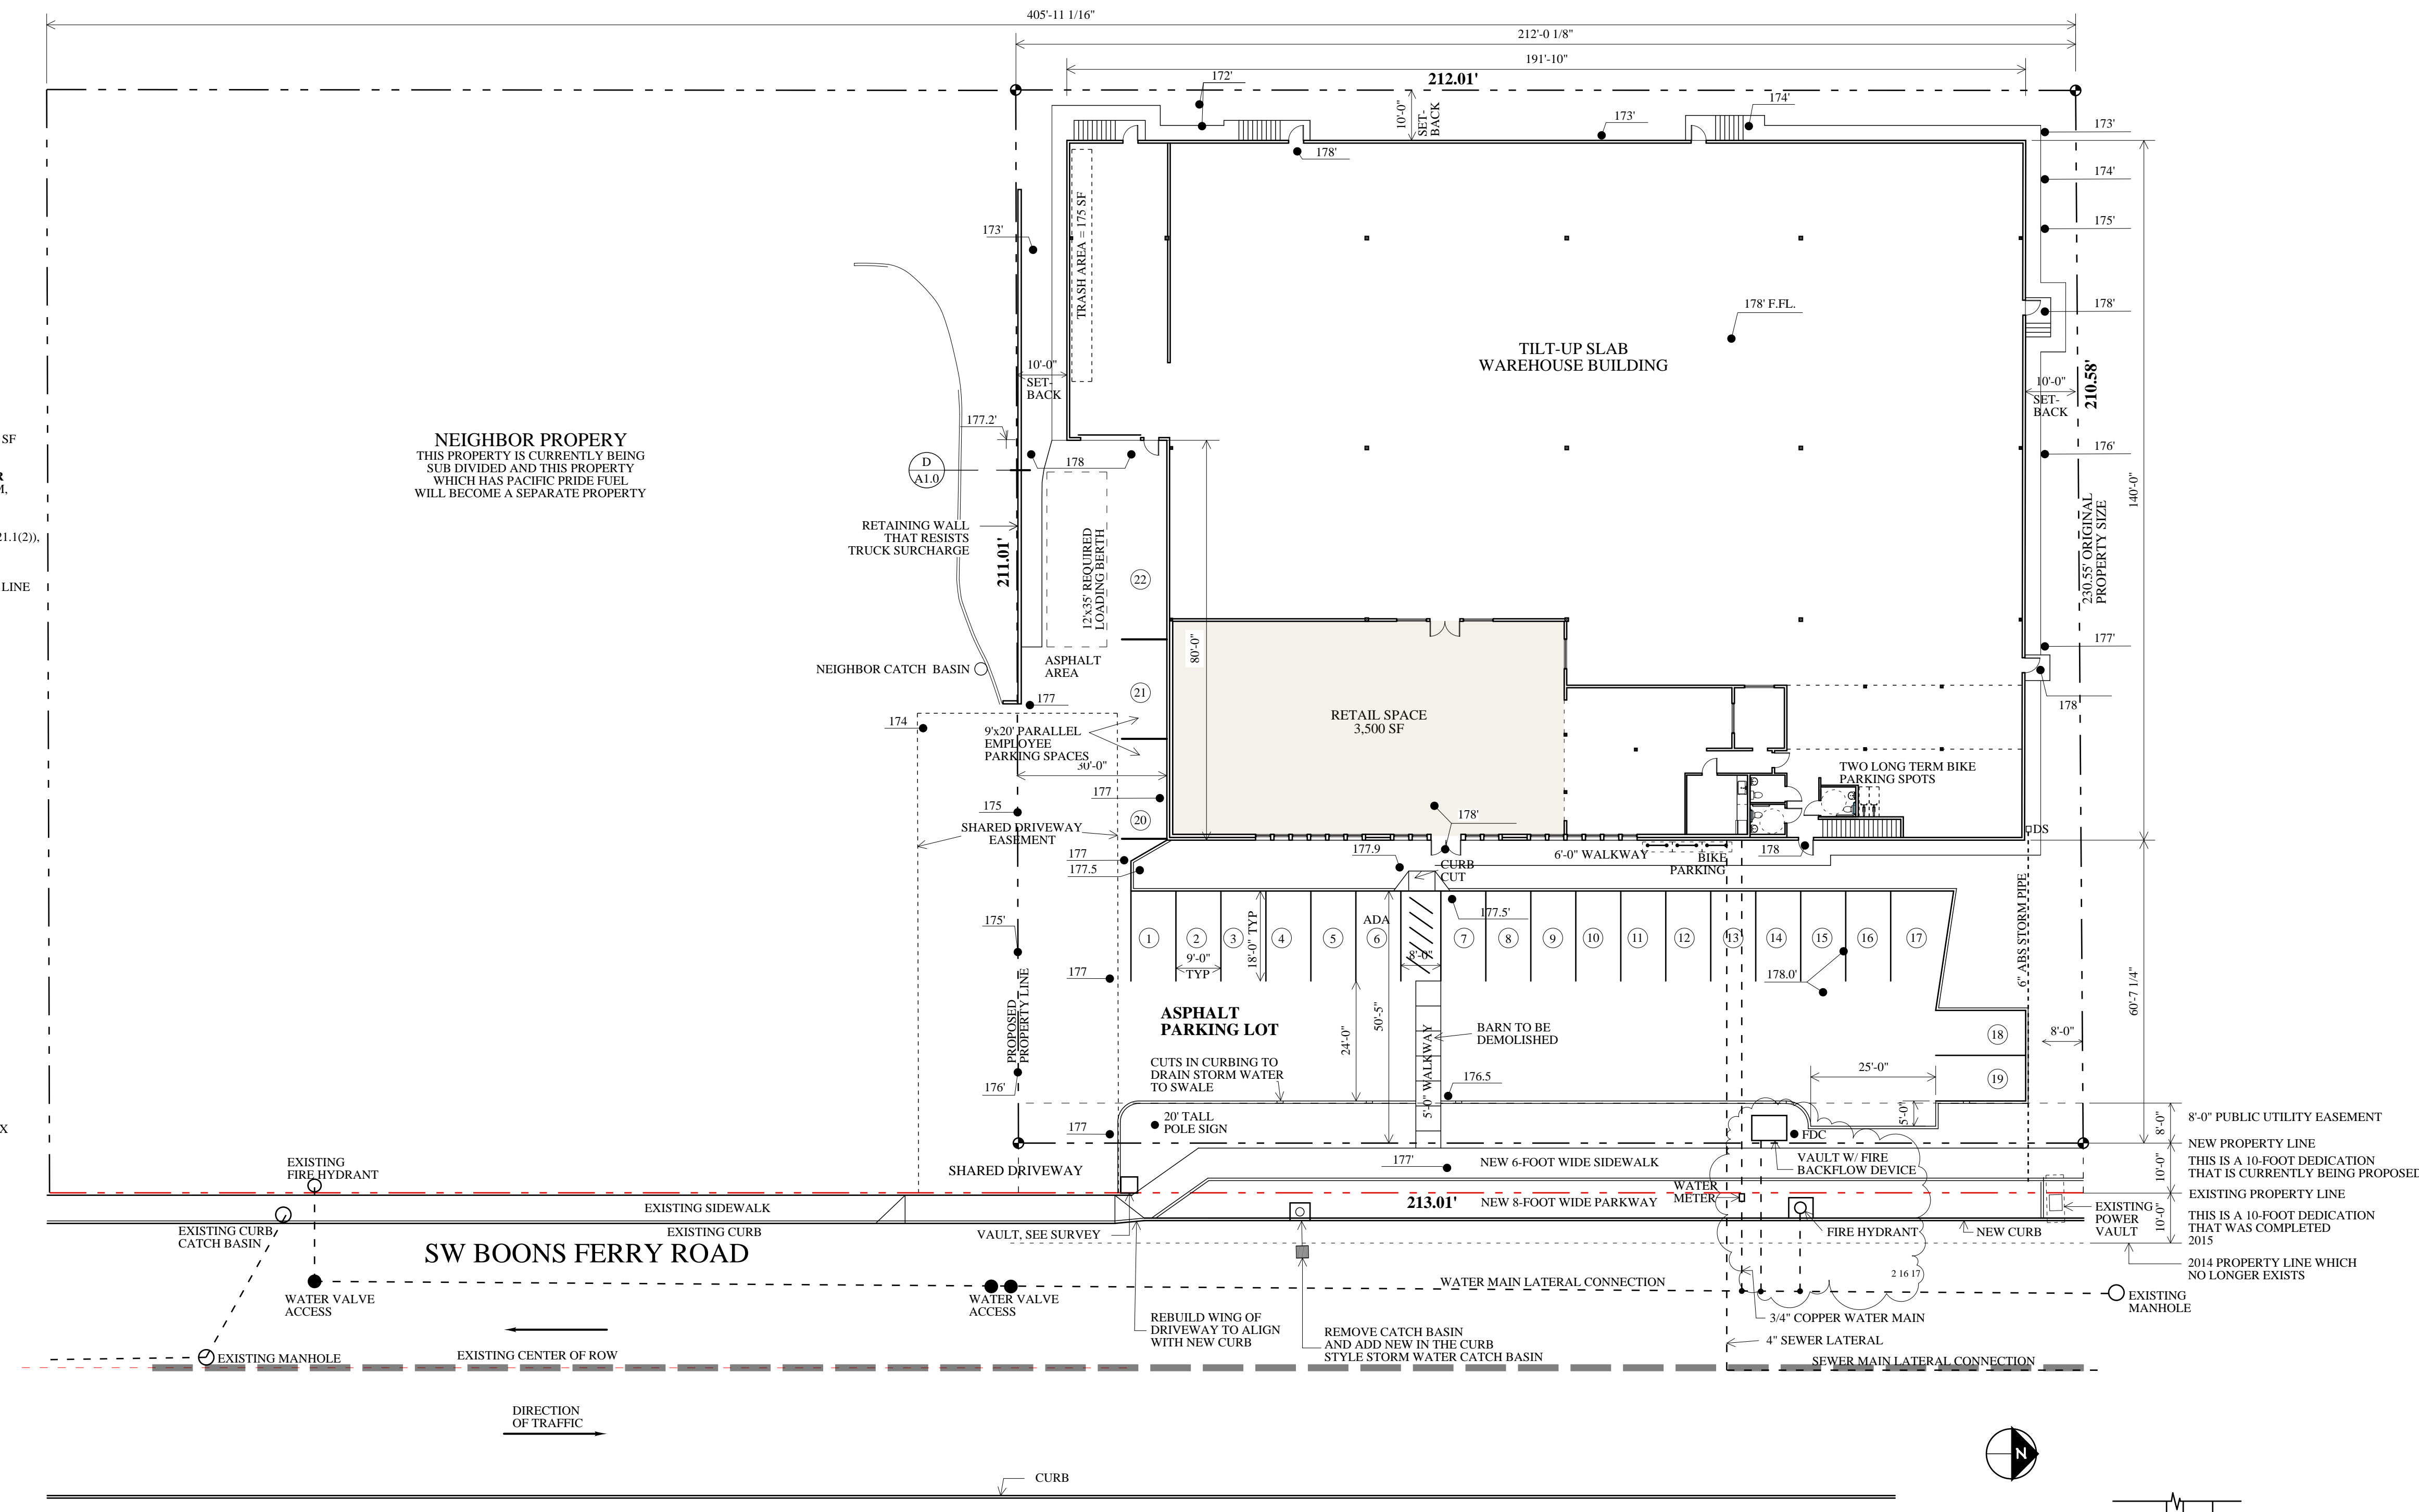 405'-11 1/16"
212'-0 1/8"
191'-10"
212.01'
172'
10'-0"
SET-
BACK
173'
174'
173'
178'
174'
175'
173'
TRASH AREA = 175 SF
178' F.FL.
178'
TILT-UP SLAB
WAREHOUSE BUILDING
10'-0"
SET-
BACK
10'-0"
SET-
BACK
210.58'
177.2'
SF
NEIGHBOR PROPERY
THIS PROPERTY IS CURRENTLY BEING
SUB DIVIDED AND THIS PROPERTY
WHICH HAS PACIFIC PRIDE FUEL
WILL BECOME A SEPARATE PROPERTY
D
A1.0
178
176'
140'-0"
230.55' ORIGINAL
PROPERTY SIZE
R
M,
21.1(2)),
LINE
RETAINING WALL
THAT RESISTS
TRUCK SURCHARGE
211.01'
12'x35' REQUIRED
LOADING BERTH
22
80'-0"
177'
NEIGHBOR CATCH BASIN
ASPHALT
AREA
21
177
178
174
9'x20' PARALLEL
EMPLOYEE
PARKING SPACES
30'-0"
RETAIL SPACE
3,500 SF
TWO LONG TERM BIKE
PARKING SPOTS
177
175
20
178'
SHARED DRIVEWAY
EASEMENT
DS
177
177.5
177.9
CURB
CUT
6'-0" WALKWAY
BIKE
PARKING
178
6" ABS STORM PIPE
175'
18'-0" TYP
ADA
177.5'
1
2
3
4
5
6
7
8
9
10
11
12
13
14
15
16
17
9'-0"
TYP
8'-0"
177
178.0'
60'-7 1/4"
PROPOSED
PROPERTY LINE
ASPHALT
PARKING LOT
24'-0"
50'-5"
5'-0" WALKWAY
BARN TO BE
DEMOLISHED
18
8'-0"
CUTS IN CURBING TO
DRAIN STORM WATER
TO SWALE
176'
176.5
25'-0"
19
5'-0"
8'-0"
8'-0" PUBLIC UTILITY EASEMENT
X
177
20' TALL
POLE SIGN
FDC
NEW PROPERTY LINE
EXISTING
FIRE HYDRANT
SHARED DRIVEWAY
177'
NEW 6-FOOT WIDE SIDEWALK
VAULT W/ FIRE
BACKFLOW DEVICE
10'-0"
THIS IS A 10-FOOT DEDICATION
THAT IS CURRENTLY BEING PROPOSED
WATER
METER
EXISTING PROPERTY LINE
EXISTING SIDEWALK
213.01'
NEW 8-FOOT WIDE PARKWAY
EXISTING
POWER
VAULT
10'-0"
THIS IS A 10-FOOT DEDICATION
THAT WAS COMPLETED
2015
EXISTING CURB
CATCH BASIN
EXISTING CURB
VAULT, SEE SURVEY
FIRE HYDRANT
NEW CURB
SW BOONS FERRY ROAD
2014 PROPERTY LINE WHICH
NO LONGER EXISTS
2 16 17
WATER MAIN LATERAL CONNECTION
WATER VALVE
ACCESS
WATER VALVE
ACCESS
EXISTING
MANHOLE
REBUILD WING OF
DRIVEWAY TO ALIGN
WITH NEW CURB
3/4" COPPER WATER MAIN
REMOVE CATCH BASIN
AND ADD NEW IN THE CURB
STYLE STORM WATER CATCH BASIN
4" SEWER LATERAL
EXISTING MANHOLE
EXISTING CENTER OF ROW
SEWER MAIN LATERAL CONNECTION
DIRECTION
OF TRAFFIC
N
CURB